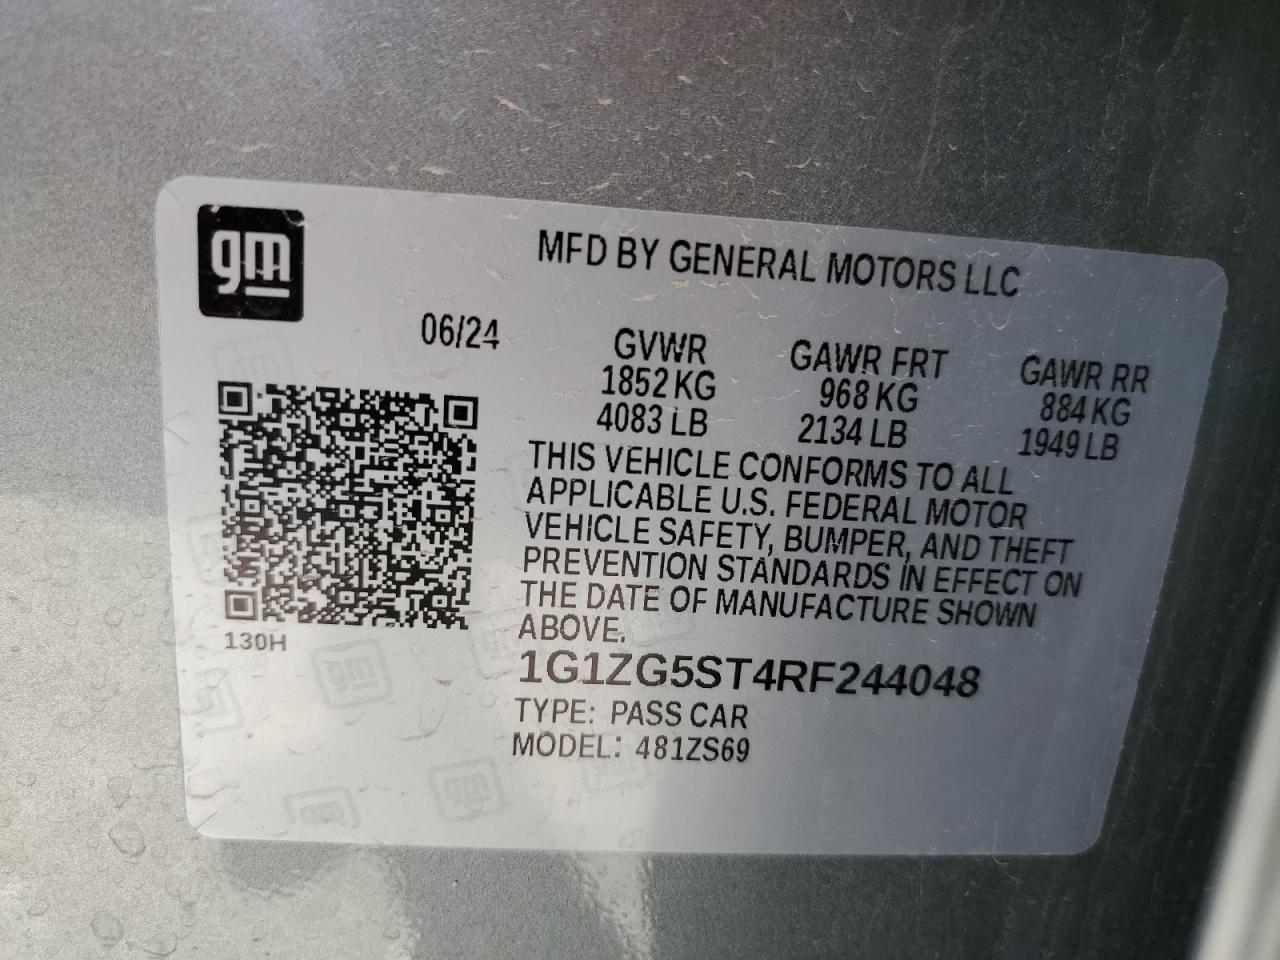 gm
MFD BY GENERAL MOTORS LLC
06/24
GVWR
1852 KG
4083 LB
GAWR FRT
968 KG
2134 LB
GAWR RR
884 KG
1949 LB
THIS VEHICLE CONFORMS TO ALL
APPLICABLE U.S. FEDERAL MOTOR
VEHICLE SAFETY, BUMPER, AND THEFT
PREVENTION STANDARDS IN EFFECT ON
THE DATE OF MANUFACTURE SHOWN
ABOVE.
130H
1G1ZG5ST4RF244048
TYPE: PASS CAR
MODEL: 481ZS69